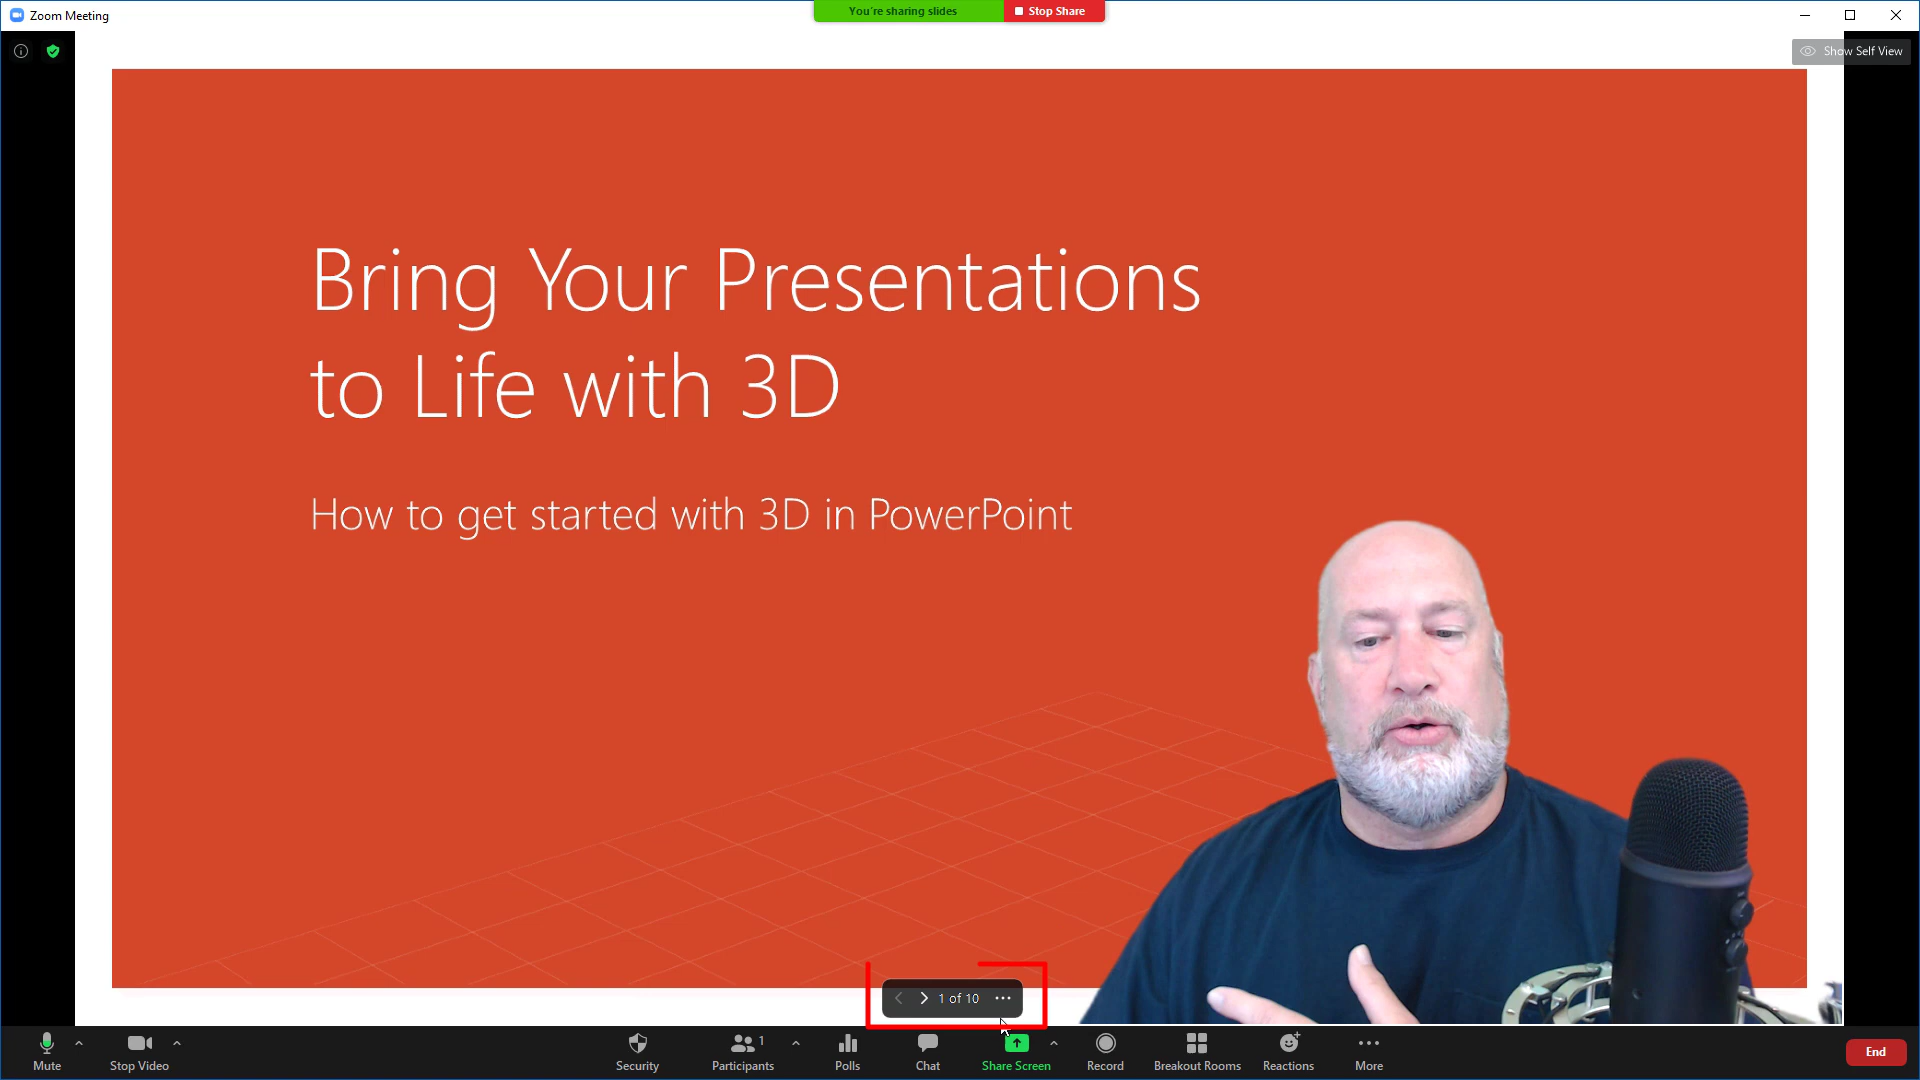 Zoom Meeting
You're sharing slides
Stop Share
Show Self View
Bring Your Presentations
to Life with 3D
How to get started with 3D in PowerPoint
1 of 10
Mute
Stop Video
Security
Participants
1
Polls
Chat
Share Screen
Record
Breakout Rooms
Reactions
More
End